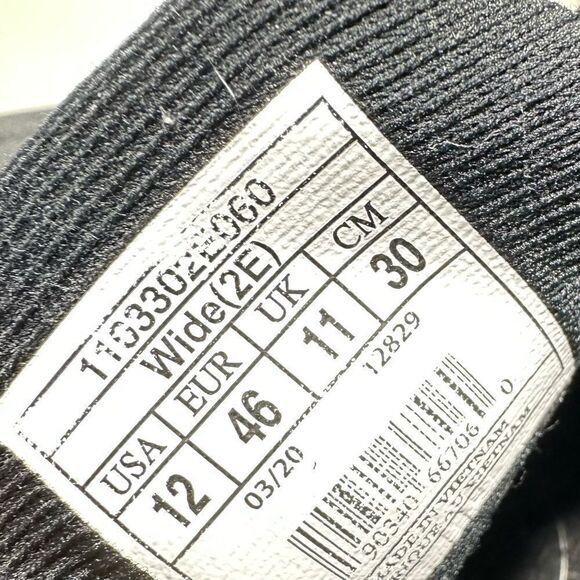 1103302E060
Wide(2E)
USA EUR UK CM
12 46 11 30
03/20 12829
MADE IN VIETNAM